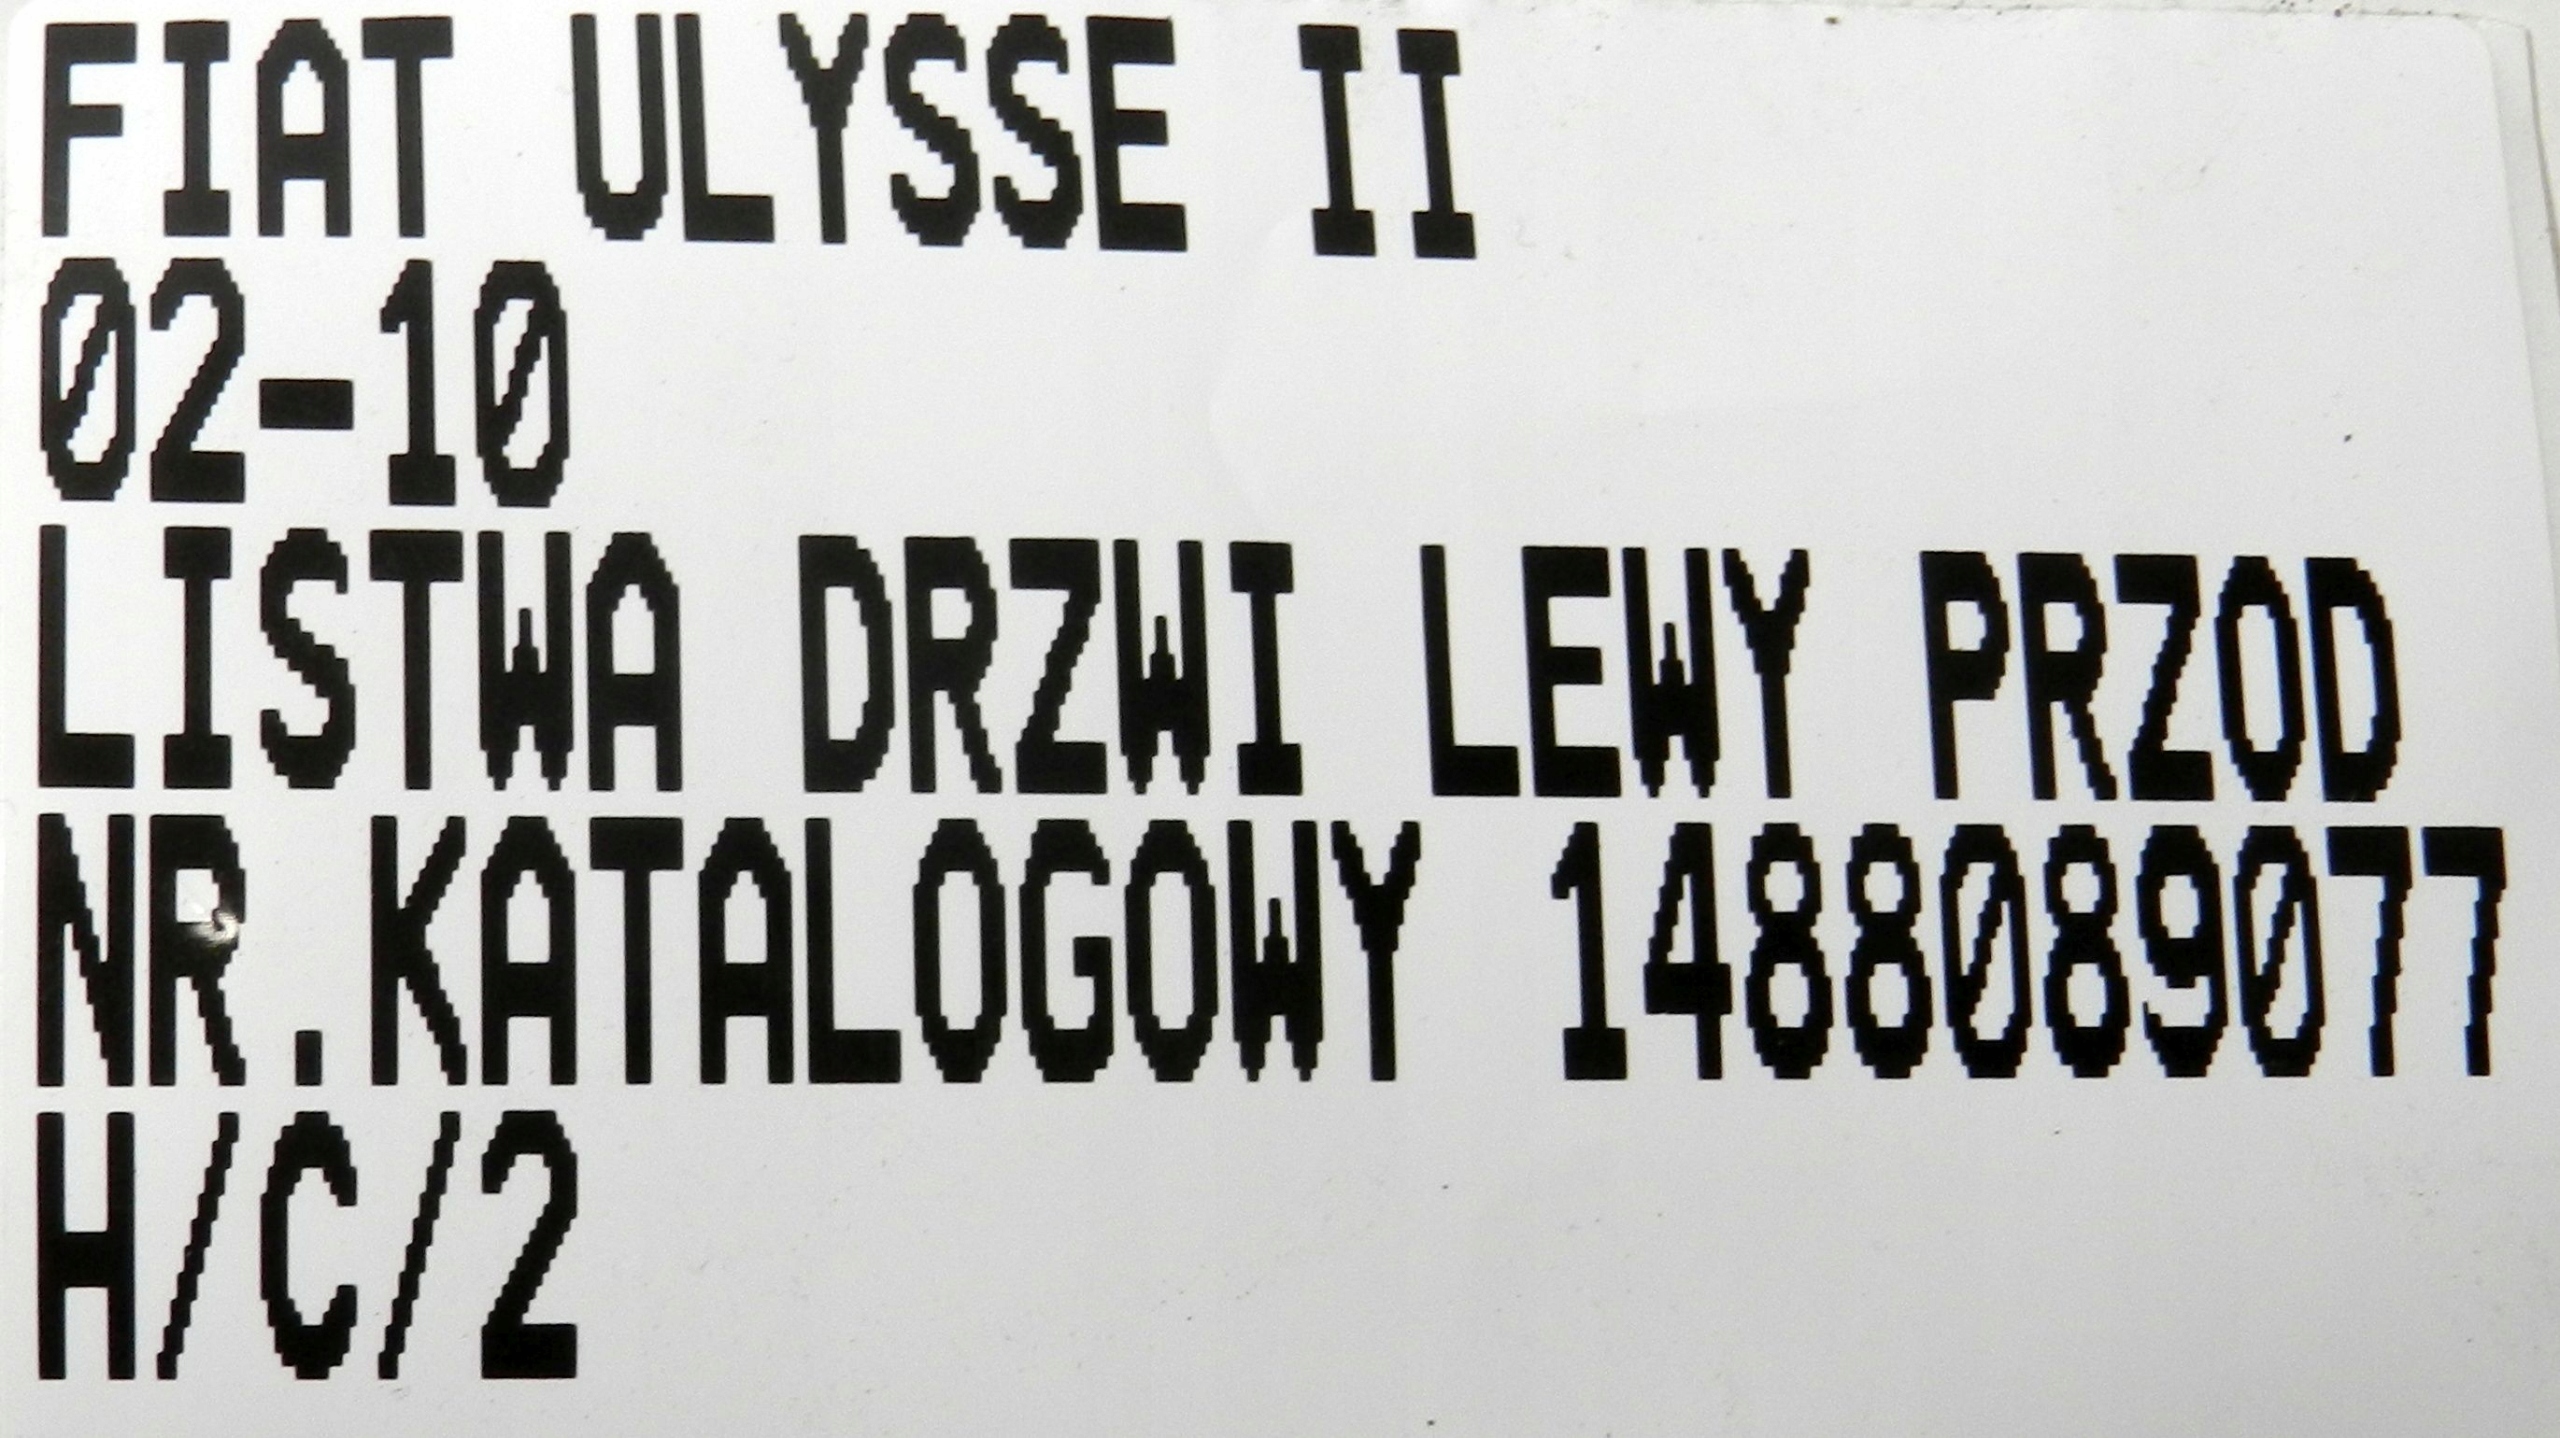 FIAT ULYSSE II
02-10
LISTWA DRZWI LEWY PRZOD
NR.KATALOGOWY 1488089077
H/C/2